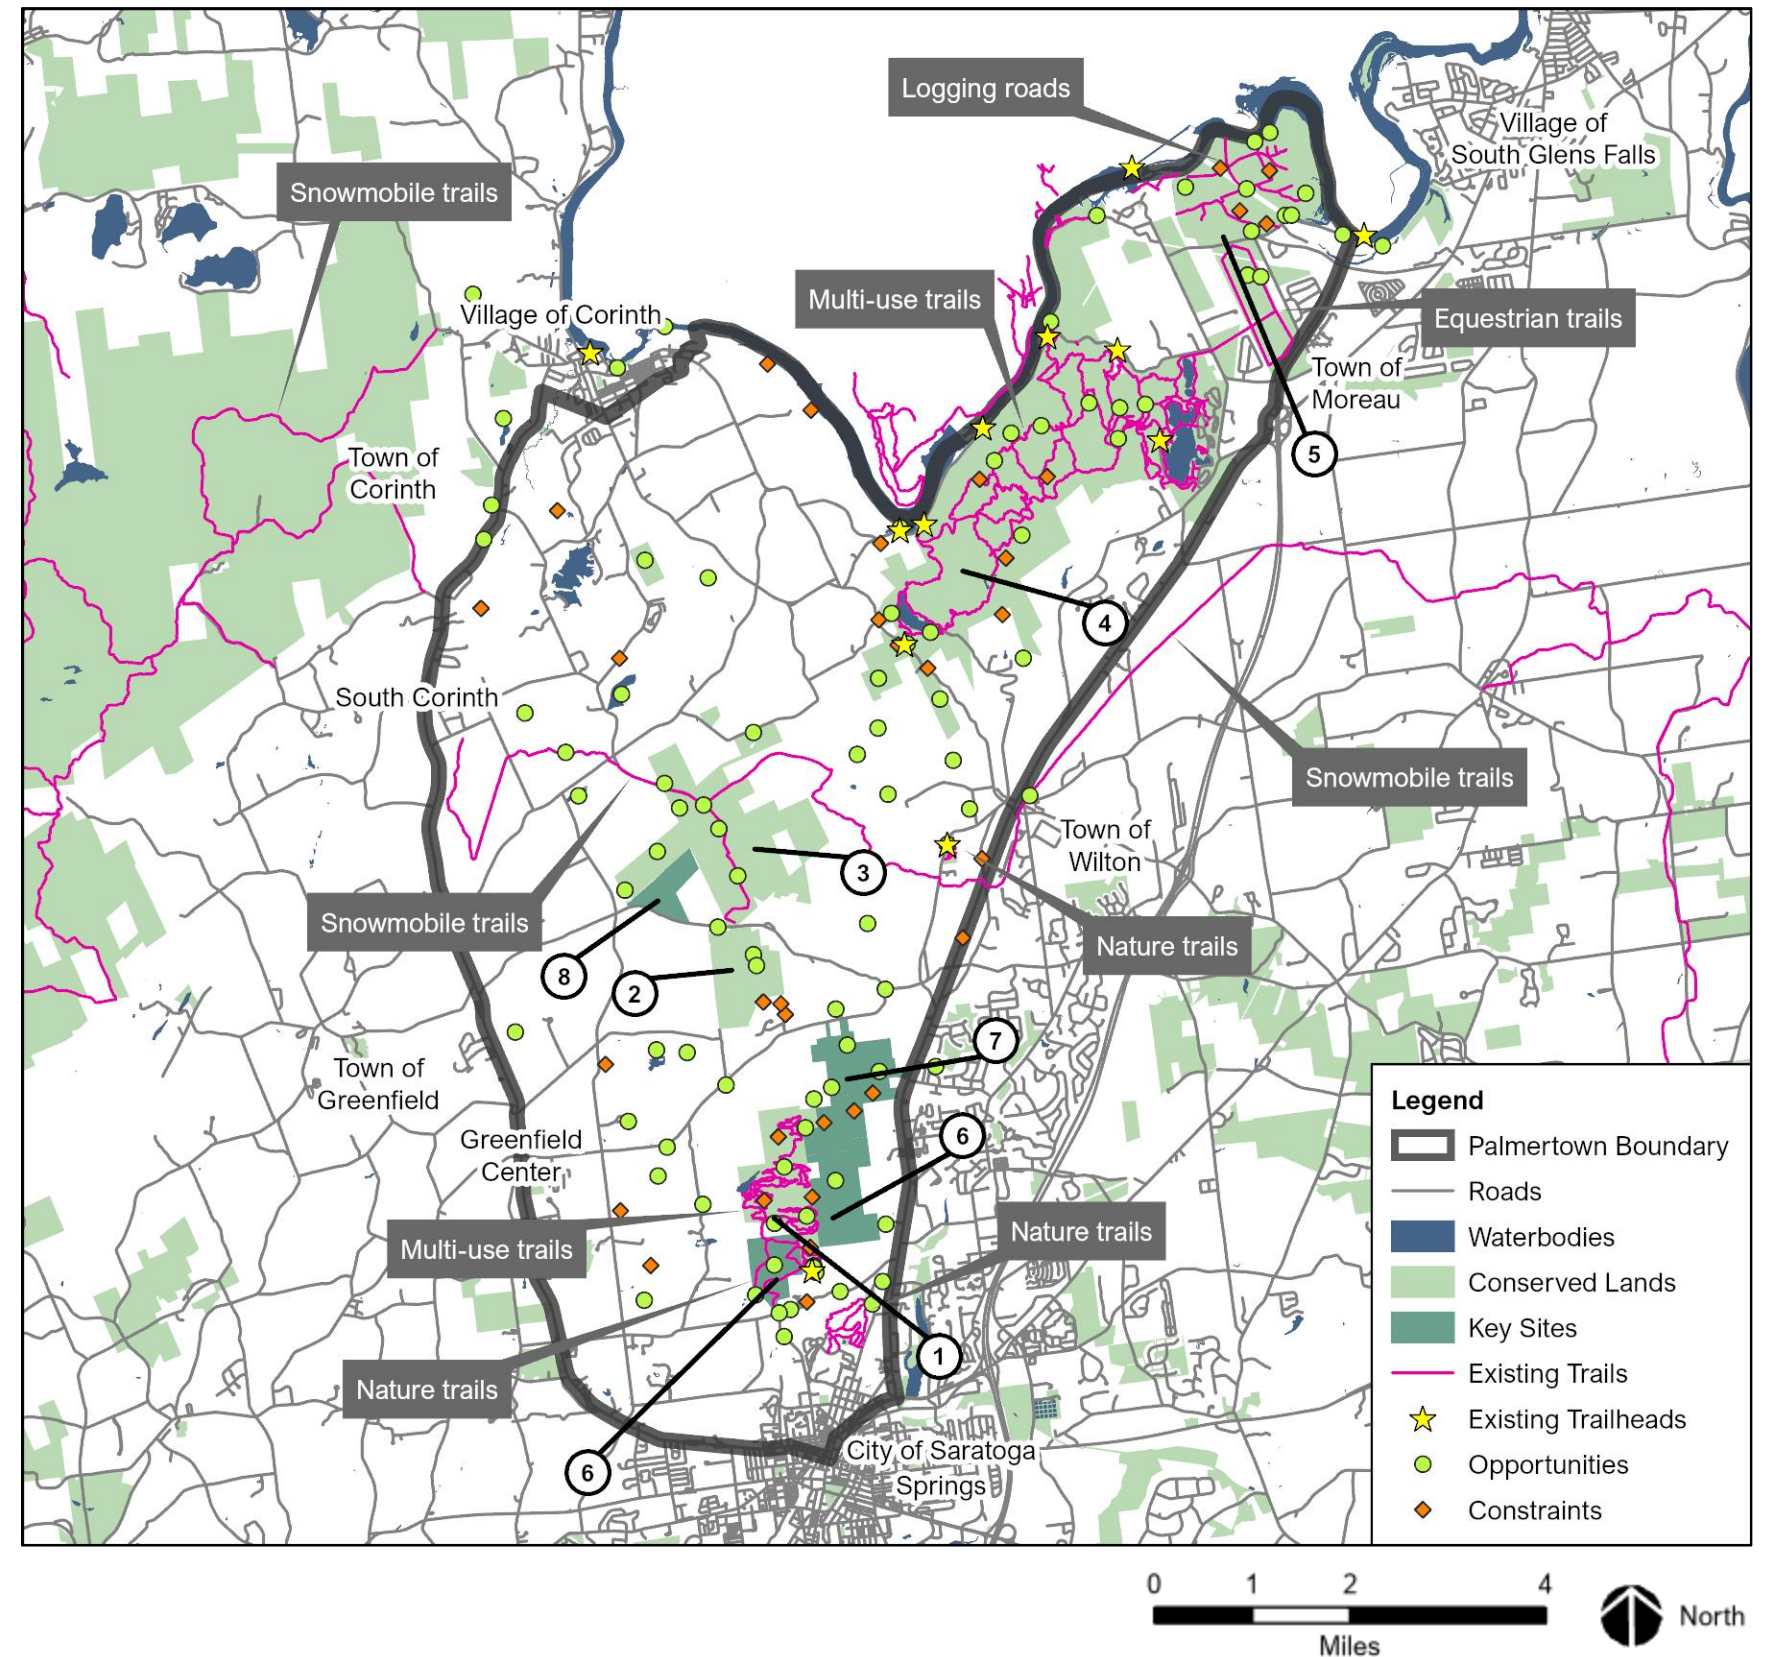 Logging roads
Village of
South Glens Falls
Snowmobile trails
Multi-use trails
Village of Corinth
Equestrian trails
Town of
Moreau
5
Town of
Corinth
4
South Corinth
Snowmobile trails
Town of
Wilton
3
Snowmobile trails
Nature trails
8
2
7
Town of
Greenfield
Greenfield
Center
6
Nature trails
Multi-use trails
1
Nature trails
6
City of Saratoga
Springs
Legend
Palmertown Boundary
Roads
Waterbodies
Conserved Lands
Key Sites
Existing Trails
Existing Trailheads
Opportunities
Constraints
0 1 2 4
Miles
North